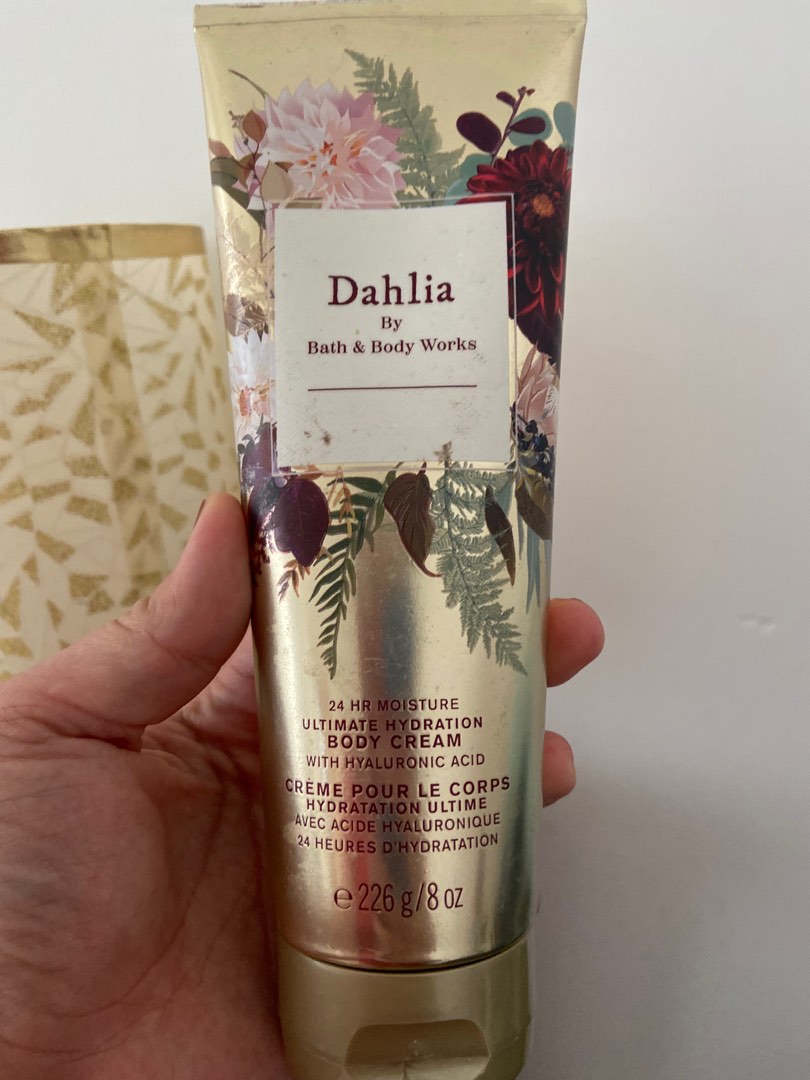 Dahlia
By
Bath & Body Works
24 HR MOISTURE
ULTIMATE HYDRATION
BODY CREAM
WITH HYALURONIC ACID
CRÈME POUR LE CORPS
HYDRATATION ULTIME
AVEC ACIDE HYALURONIQUE
24 HEURES D'HYDRATATION
℮ 226 g/8 oz